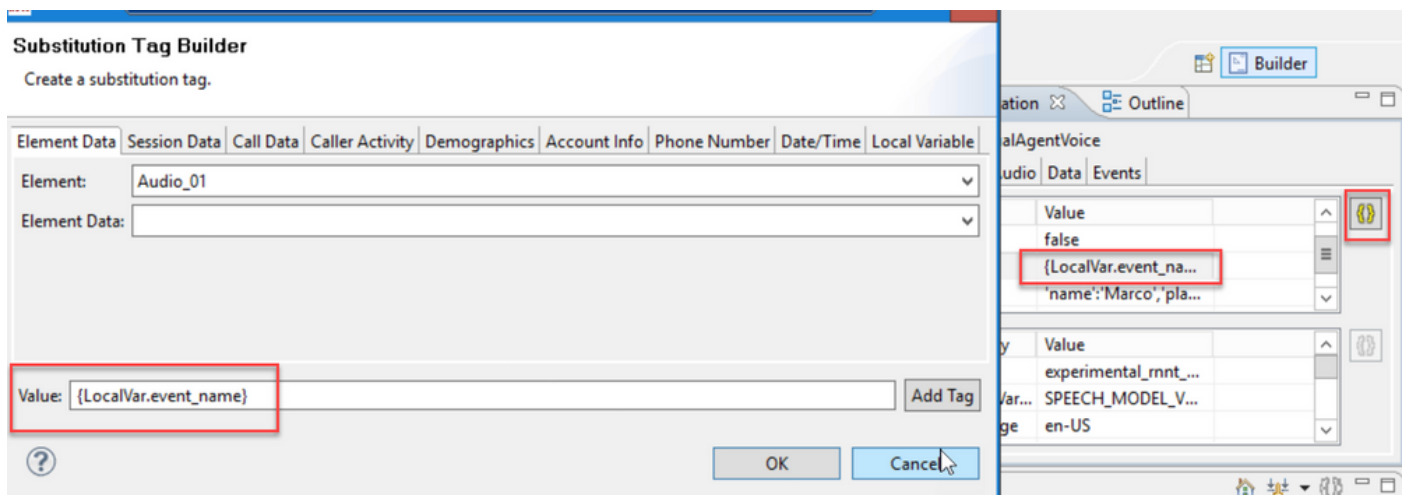 Substitution Tag Builder
Create a substitution tag.
Element Data Session Data Call Data Caller Activity Demographics Account Info Phone Number Date/Time Local Variable
Element: Audio_01
Element Data:
Value: {LocalVar.event_name} Add Tag
OK Cancel
Builder
ation Outline
alAgentVoice
udio Data Events
Value
false
{LocalVar.event_na...
'name':'Marco','pla...
y Value
experimental_rnnt_...
Var... SPEECH_MODEL_V...
ge en-US